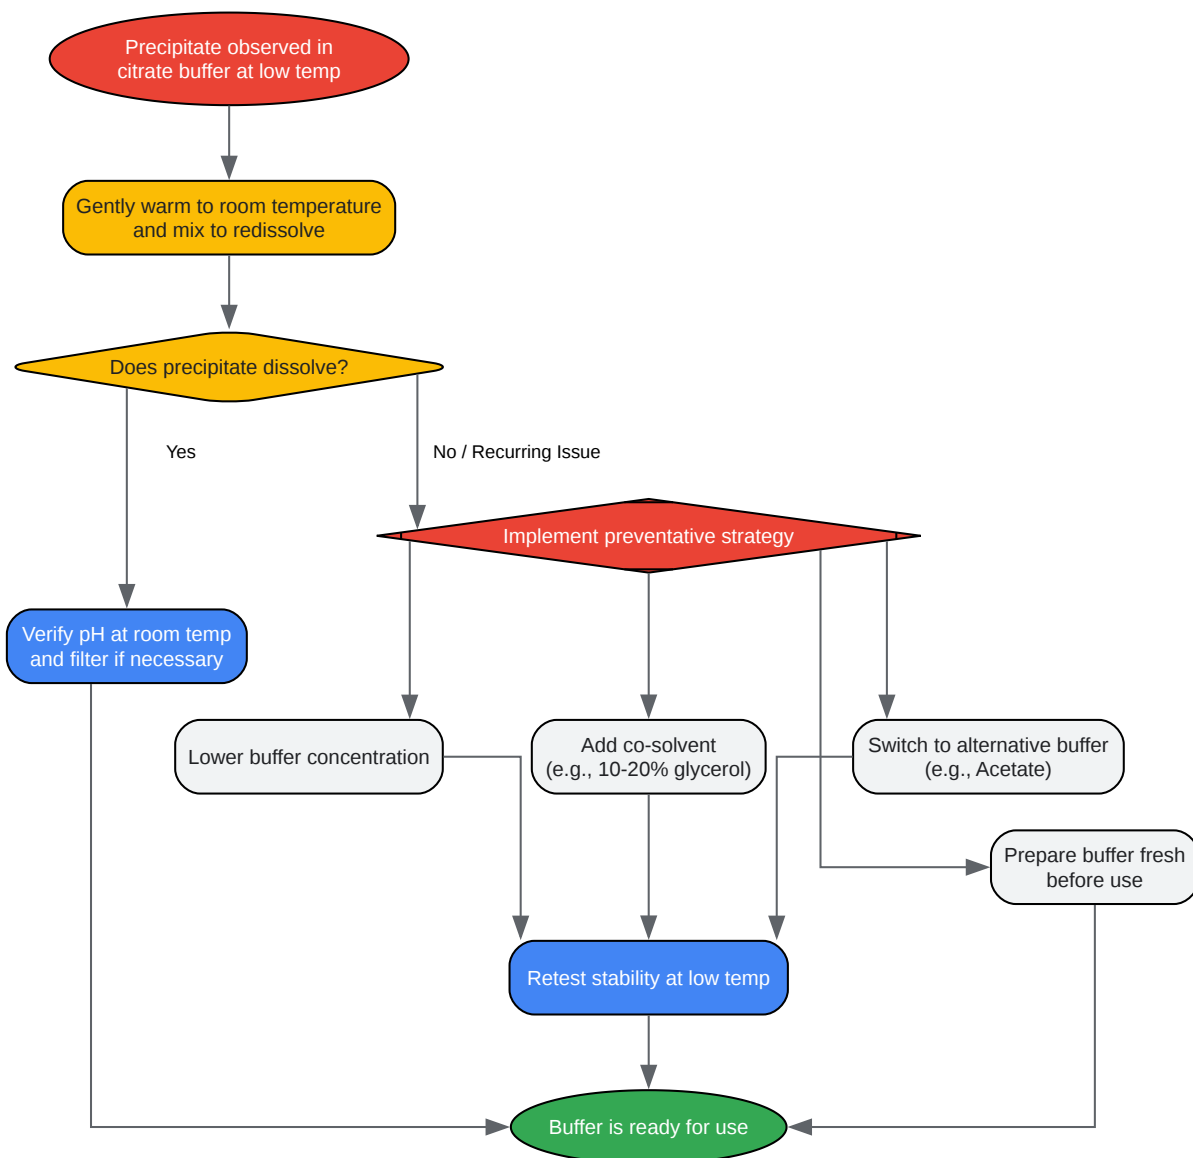 Precipitate observed in
citrate buffer at low temp
Gently warm to room temperature
and mix to redissolve
Does precipitate dissolve?
Yes
No / Recurring Issue
Implement preventative strategy
Verify pH at room temp
and filter if necessary
Lower buffer concentration
Add co-solvent
(e.g., 10-20% glycerol)
Switch to alternative buffer
(e.g., Acetate)
Prepare buffer fresh
before use
Retest stability at low temp
Buffer is ready for use